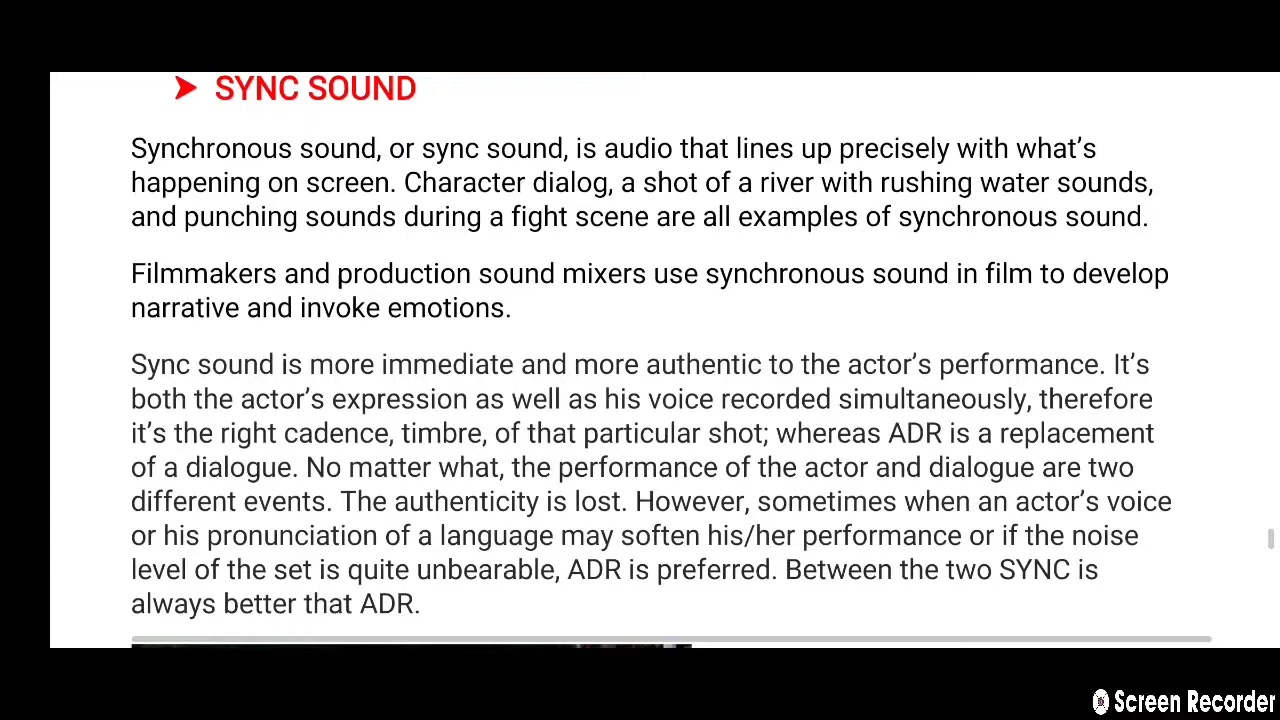 ➤ SYNC SOUND
Synchronous sound, or sync sound, is audio that lines up precisely with what’s
happening on screen. Character dialog, a shot of a river with rushing water sounds,
and punching sounds during a fight scene are all examples of synchronous sound.
Filmmakers and production sound mixers use synchronous sound in film to develop
narrative and invoke emotions.
Sync sound is more immediate and more authentic to the actor’s performance. It’s
both the actor’s expression as well as his voice recorded simultaneously, therefore
it’s the right cadence, timbre, of that particular shot; whereas ADR is a replacement
of a dialogue. No matter what, the performance of the actor and dialogue are two
different events. The authenticity is lost. However, sometimes when an actor’s voice
or his pronunciation of a language may soften his/her performance or if the noise
level of the set is quite unbearable, ADR is preferred. Between the two SYNC is
always better that ADR.
Screen Recorder